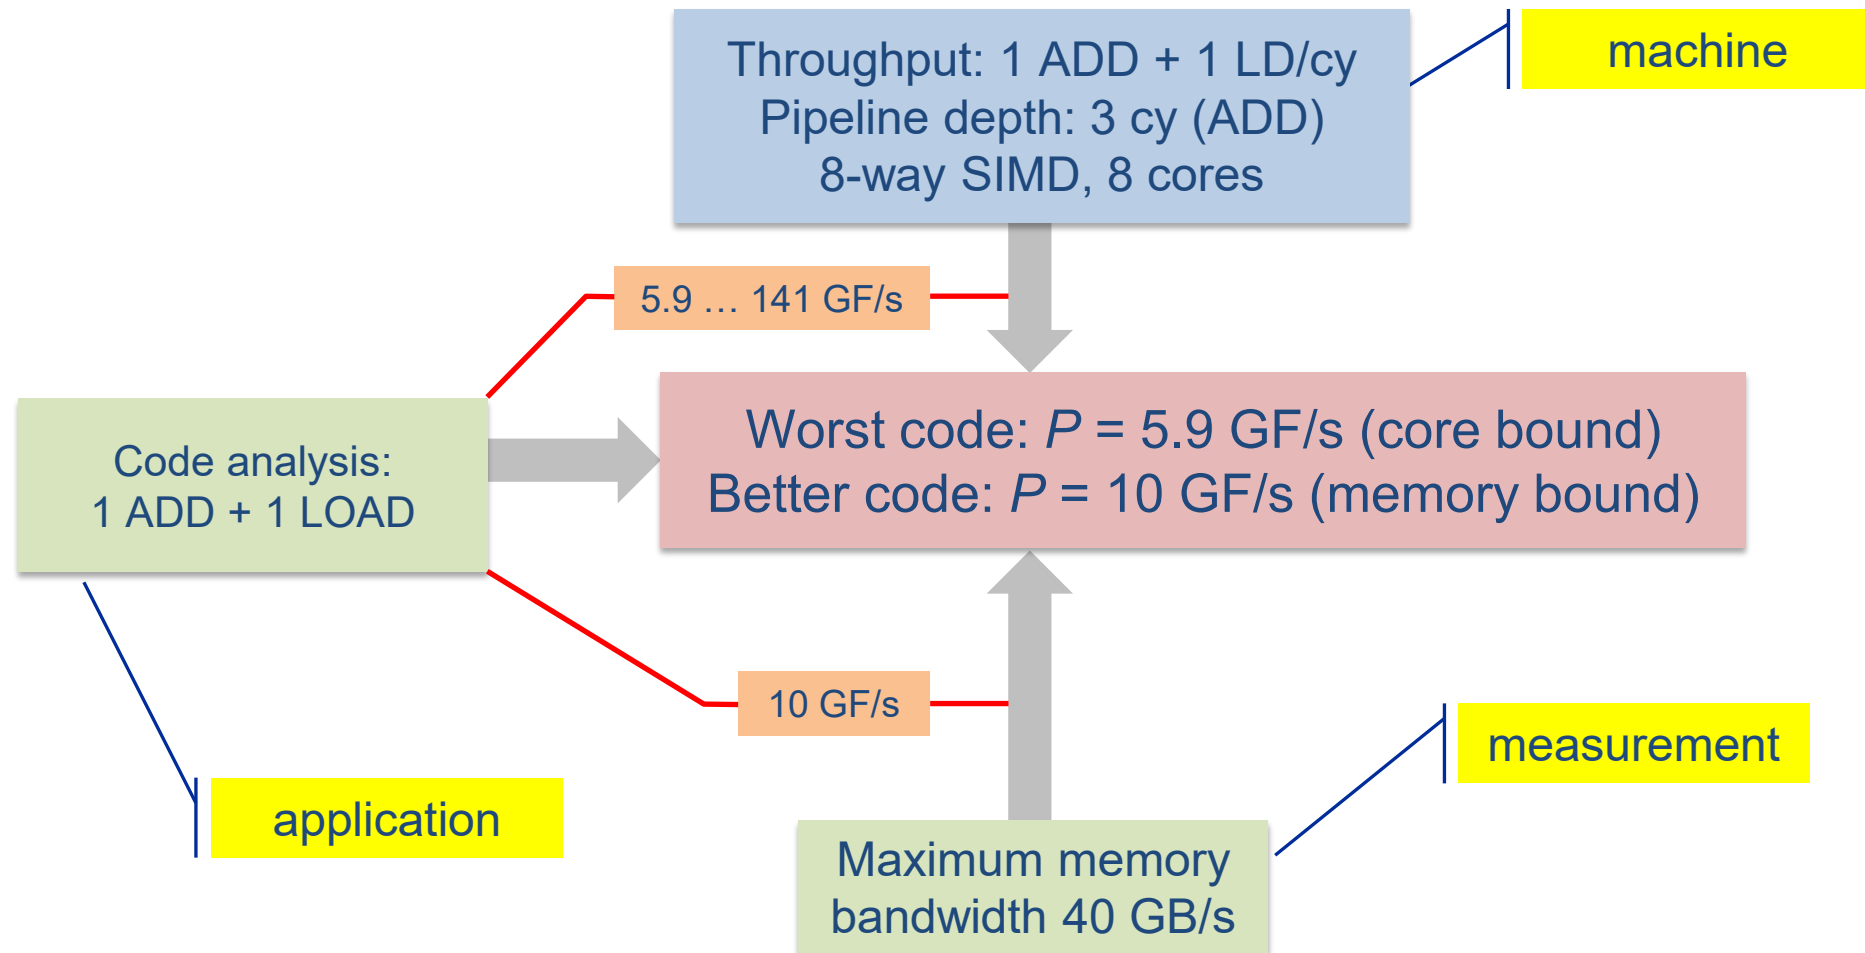 Throughput: 1 ADD + 1 LD/cy
Pipeline depth: 3 cy (ADD)
8-way SIMD, 8 cores
machine
5.9 … 141 GF/s
Code analysis:
1 ADD + 1 LOAD
Worst code: P = 5.9 GF/s (core bound)
Better code: P = 10 GF/s (memory bound)
10 GF/s
measurement
application
Maximum memory
bandwidth 40 GB/s